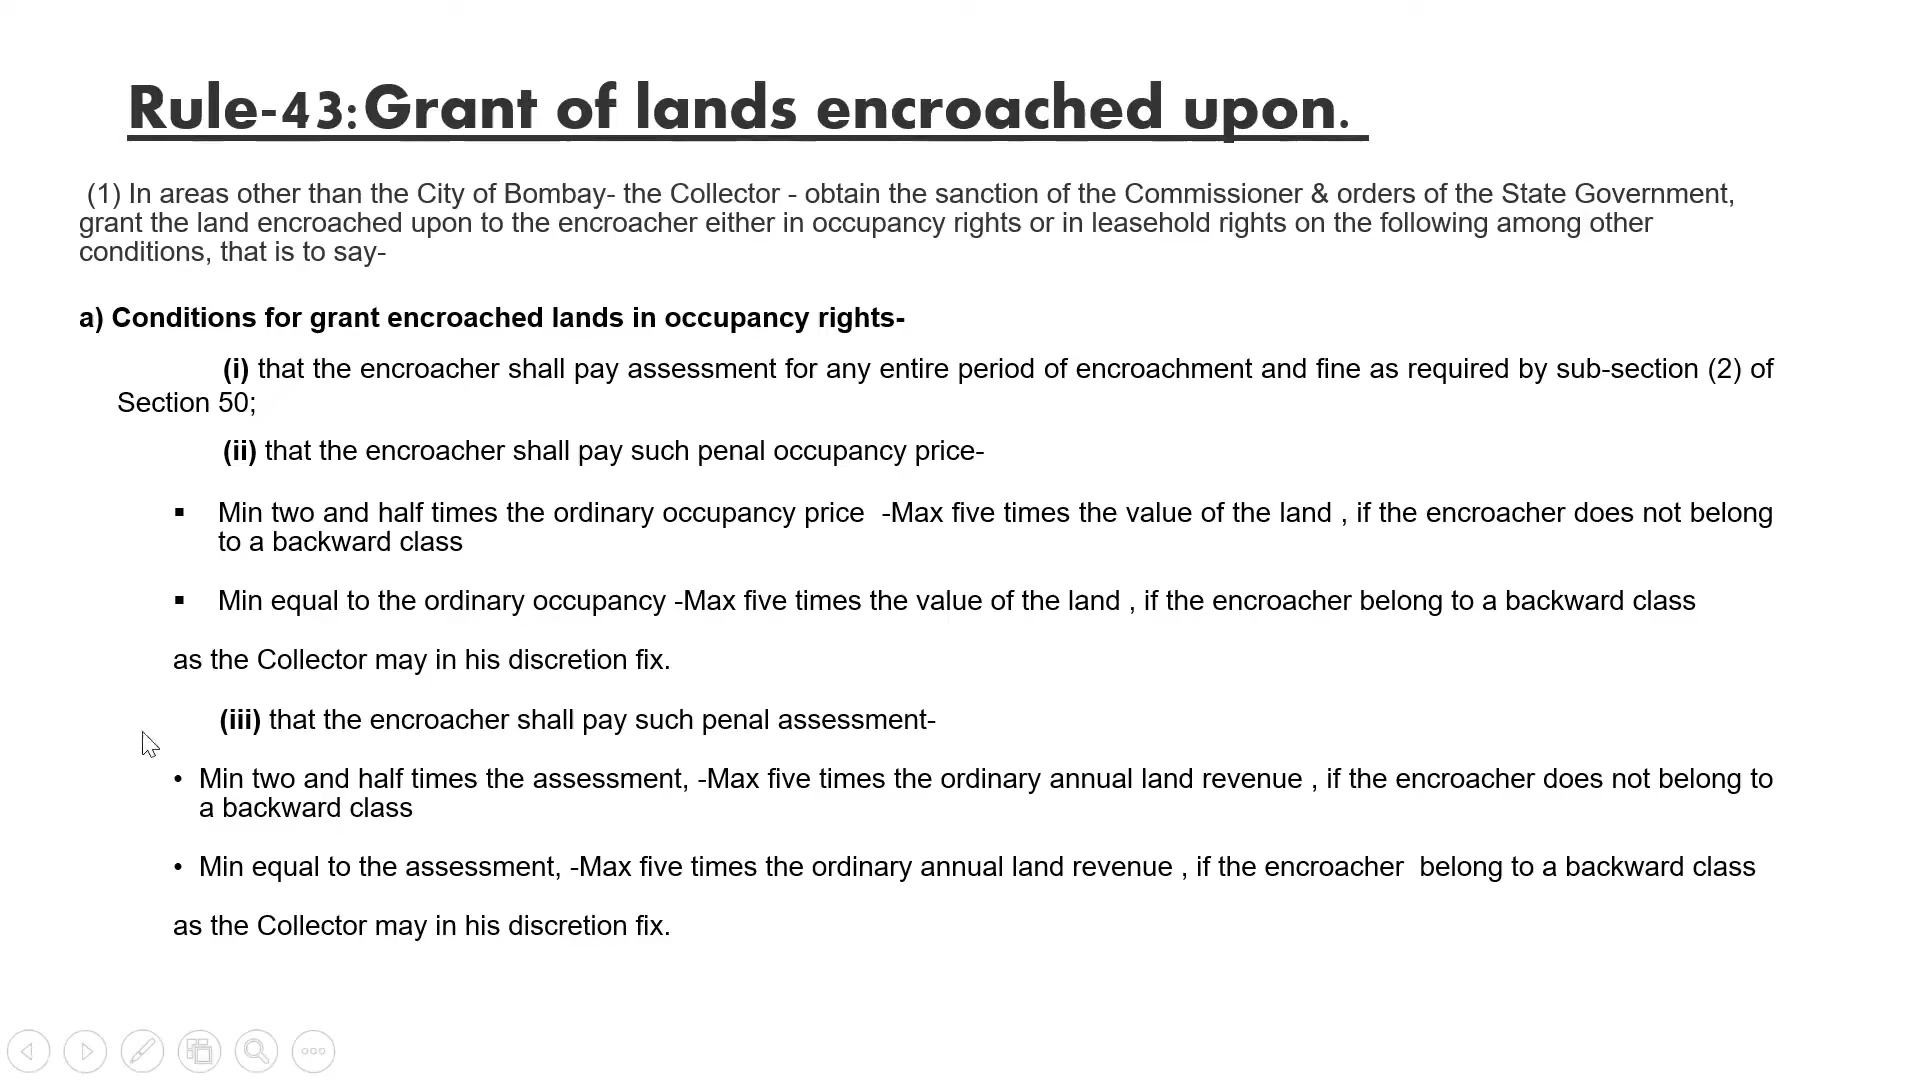 Rule-43:Grant of lands encroached upon.
(1) In areas other than the City of Bombay- the Collector - obtain the sanction of the Commissioner & orders of the State Government,
grant the land encroached upon to the encroacher either in occupancy rights or in leasehold rights on the following among other
conditions, that is to say-
a) Conditions for grant encroached lands in occupancy rights-
(i) that the encroacher shall pay assessment for any entire period of encroachment and fine as required by sub-section (2) of
Section 50;
(ii) that the encroacher shall pay such penal occupancy price-
▪ Min two and half times the ordinary occupancy price -Max five times the value of the land , if the encroacher does not belong
to a backward class
▪ Min equal to the ordinary occupancy -Max five times the value of the land , if the encroacher belong to a backward class
as the Collector may in his discretion fix.
(iii) that the encroacher shall pay such penal assessment-
• Min two and half times the assessment, -Max five times the ordinary annual land revenue , if the encroacher does not belong to
a backward class
• Min equal to the assessment, -Max five times the ordinary annual land revenue , if the encroacher belong to a backward class
as the Collector may in his discretion fix.